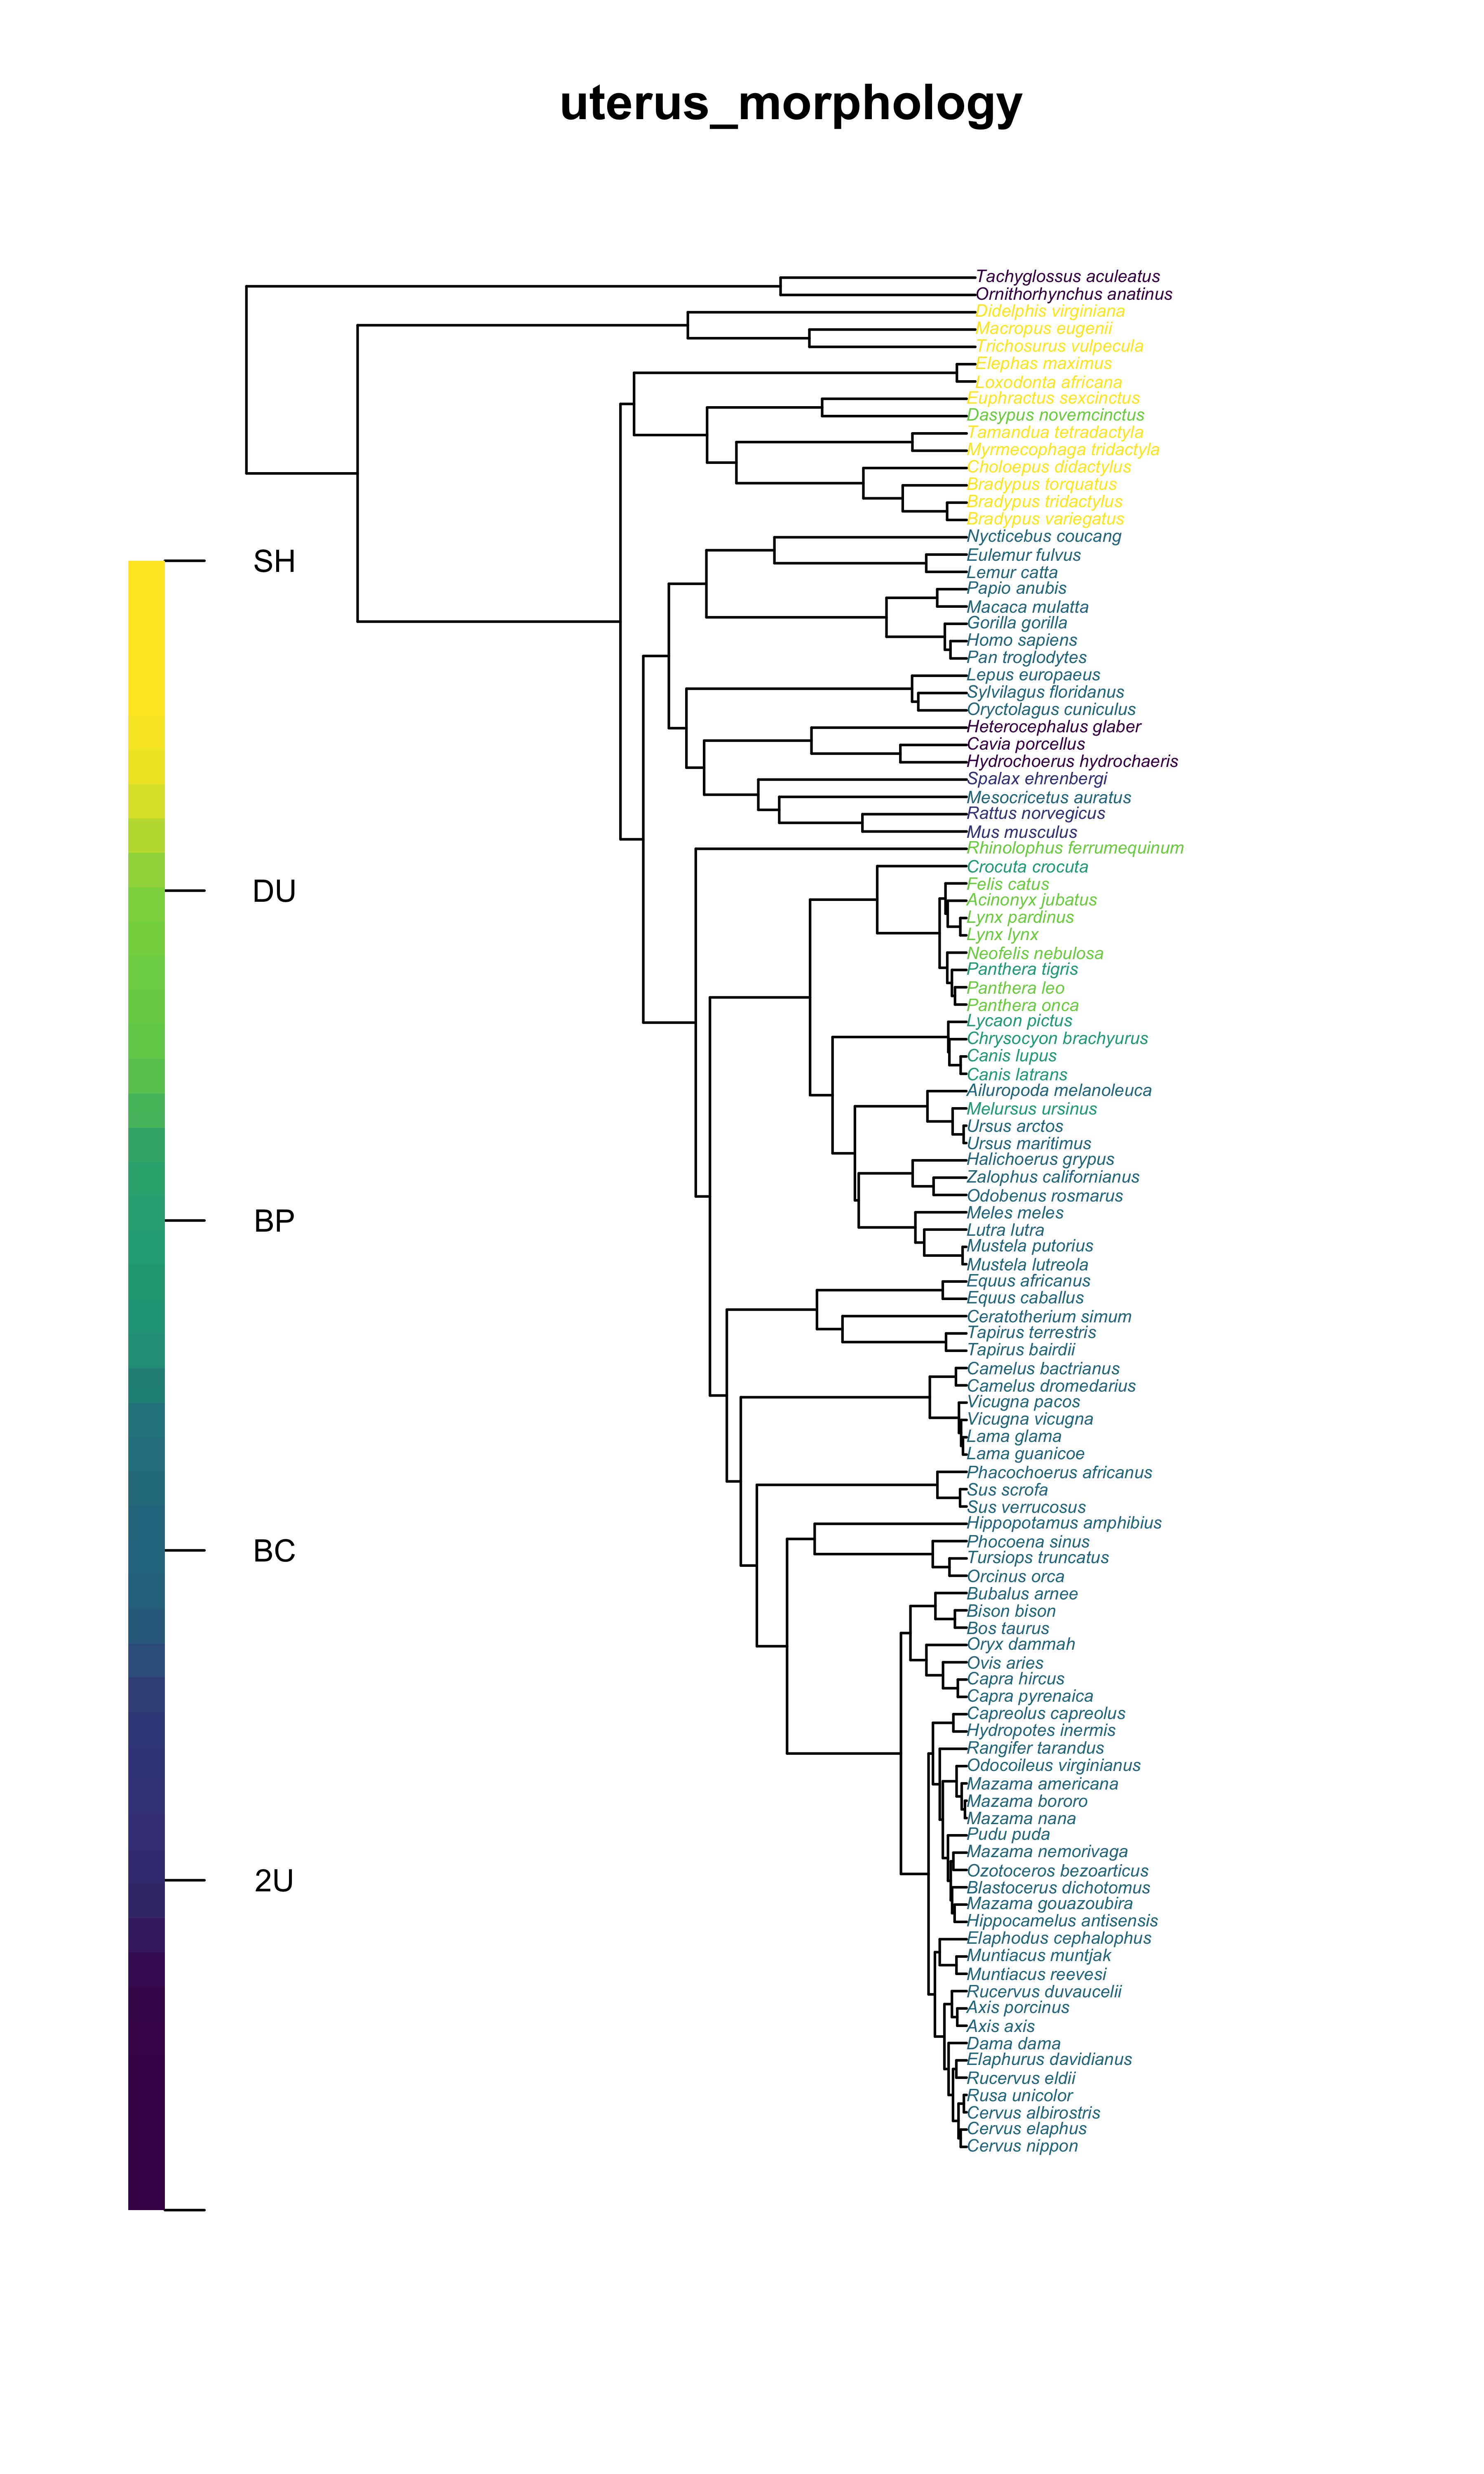 uterus_morphology
Tachyglossus aculeatus
Ornithorhynchus anatinus
Didelphis virginiana
Macropus eugenii
Trichosurus vulpecula
Elephas maximus
Loxodonta africana
Euphractus sexcinctus
Dasypus novemcinctus
Tamandua tetradactyla
Myrmecophaga tridactyla
Choloepus didactylus
Bradypus torquatus
Bradypus tridactylus
Bradypus variegatus
Nycticebus coucang
Eulemur fulvus
Lemur catta
Papio anubis
Macaca mulatta
Gorilla gorilla
Homo sapiens
Pan troglodytes
Lepus europaeus
Sylvilagus floridanus
Oryctolagus cuniculus
Heterocephalus glaber
Cavia porcellus
Hydrochoerus hydrochaeris
Spalax ehrenbergi
Mesocricetus auratus
Rattus norvegicus
Mus musculus
Rhinolophus ferrumequinum
Crocuta crocuta
Felis catus
Acinonyx jubatus
Lynx pardinus
Lynx lynx
Neofelis nebulosa
Panthera tigris
Panthera leo
Panthera onca
Lycaon pictus
Chrysocyon brachyurus
Canis lupus
Canis latrans
Ailuropoda melanoleuca
Melursus ursinus
Ursus arctos
Ursus maritimus
Halichoerus grypus
Zalophus californianus
Odobenus rosmarus
Meles meles
Lutra lutra
Mustela putorius
Mustela lutreola
Equus africanus
Equus caballus
Ceratotherium simum
Tapirus terrestris
Tapirus bairdii
Camelus bactrianus
Camelus dromedarius
Vicugna pacos
Vicugna vicugna
Lama glama
Lama guanicoe
Phacochoerus africanus
Sus scrofa
Sus verrucosus
Hippopotamus amphibius
Phocoena sinus
Tursiops truncatus
Orcinus orca
Bubalus arnee
Bison bison
Bos taurus
Oryx dammah
Ovis aries
Capra hircus
Capra pyrenaica
Capreolus capreolus
Hydropotes inermis
Rangifer tarandus
Odocoileus virginianus
Mazama americana
Mazama bororo
Mazama nana
Pudu puda
Mazama nemorivaga
Ozotoceros bezoarticus
Blastocerus dichotomus
Mazama gouazoubira
Hippocamelus antisensis
Elaphodus cephalophus
Muntiacus muntjak
Muntiacus reevesi
Rucervus duvaucelii
Axis porcinus
Axis axis
Dama dama
Elaphurus davidianus
Rucervus eldii
Rusa unicolor
Cervus albirostris
Cervus elaphus
Cervus nippon
SH
DU
BP
BC
2U